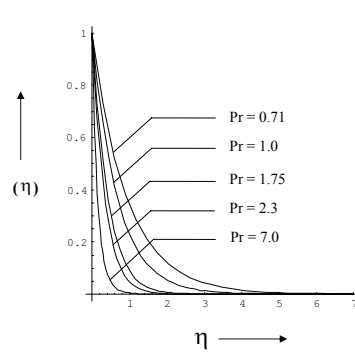 1
0.8
Pr = 0.71
0.6
Pr = 1.0
Pr = 1.75
(η)
0.4
Pr = 2.3
0.2
Pr = 7.0
1 2 3 4 5 6 7
η